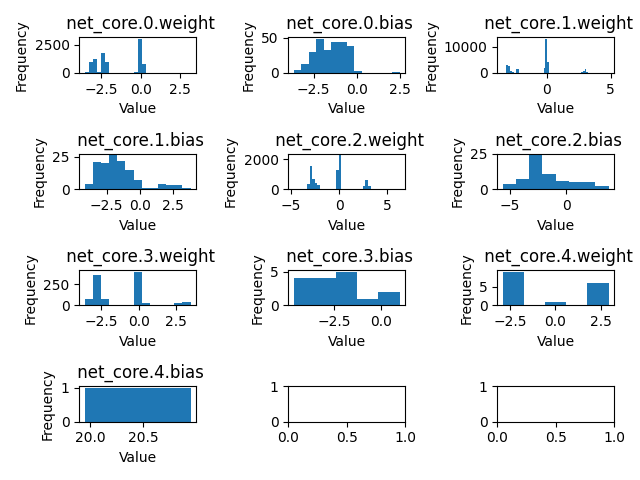 net_core.0.weight
net_core.0.bias
net_core.1.weight
Frequency
2500
0
−2.5 0.0 2.5
Value
Frequency
50
0
−2.5 0.0 2.5
Value
Frequency
10000
0
0 5
Value
net_core.1.bias
net_core.2.weight
net_core.2.bias
Frequency
25
0
−2.5 0.0 2.5
Value
Frequency
2000
0
−5 0 5
Value
Frequency
25
0
−5 0
Value
net_core.3.weight
net_core.3.bias
net_core.4.weight
Frequency
250
0
−2.5 0.0 2.5
Value
Frequency
5
0
−2.5 0.0
Value
Frequency
5
0
−2.5 0.0 2.5
Value
net_core.4.bias
Frequency
1
0
20.0 20.5
Value
1
0
0.0 0.5 1.0
1
0
0.0 0.5 1.0